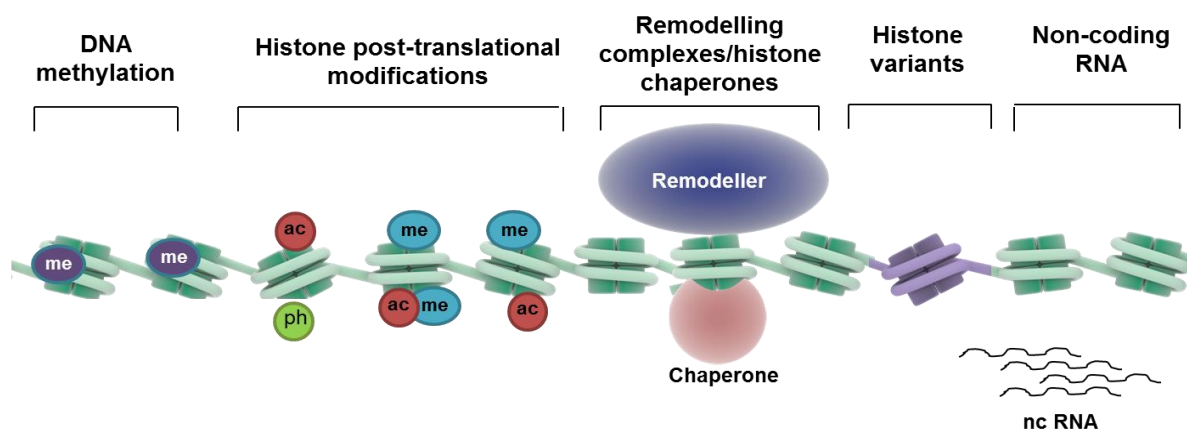 DNA
methylation
Histone post-translational
modifications
Remodelling
complexes/histone
chaperones
Histone
variants
Non-coding
RNA
Remodeller
me
me
ac
me
me
ph
ac
me
ac
Chaperone
nc RNA